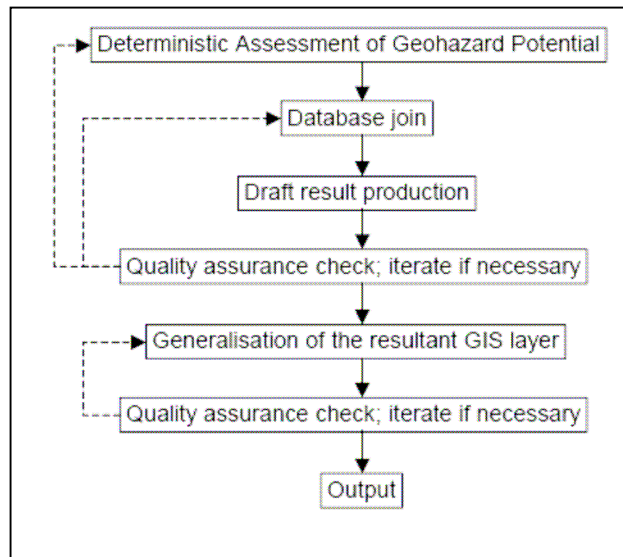 Deterministic Assessment of Geohazard Potential
Database join
Draft result production
Quality assurance check; iterate if necessary
Generalisation of the resultant GIS layer
Quality assurance check; iterate if necessary
Output